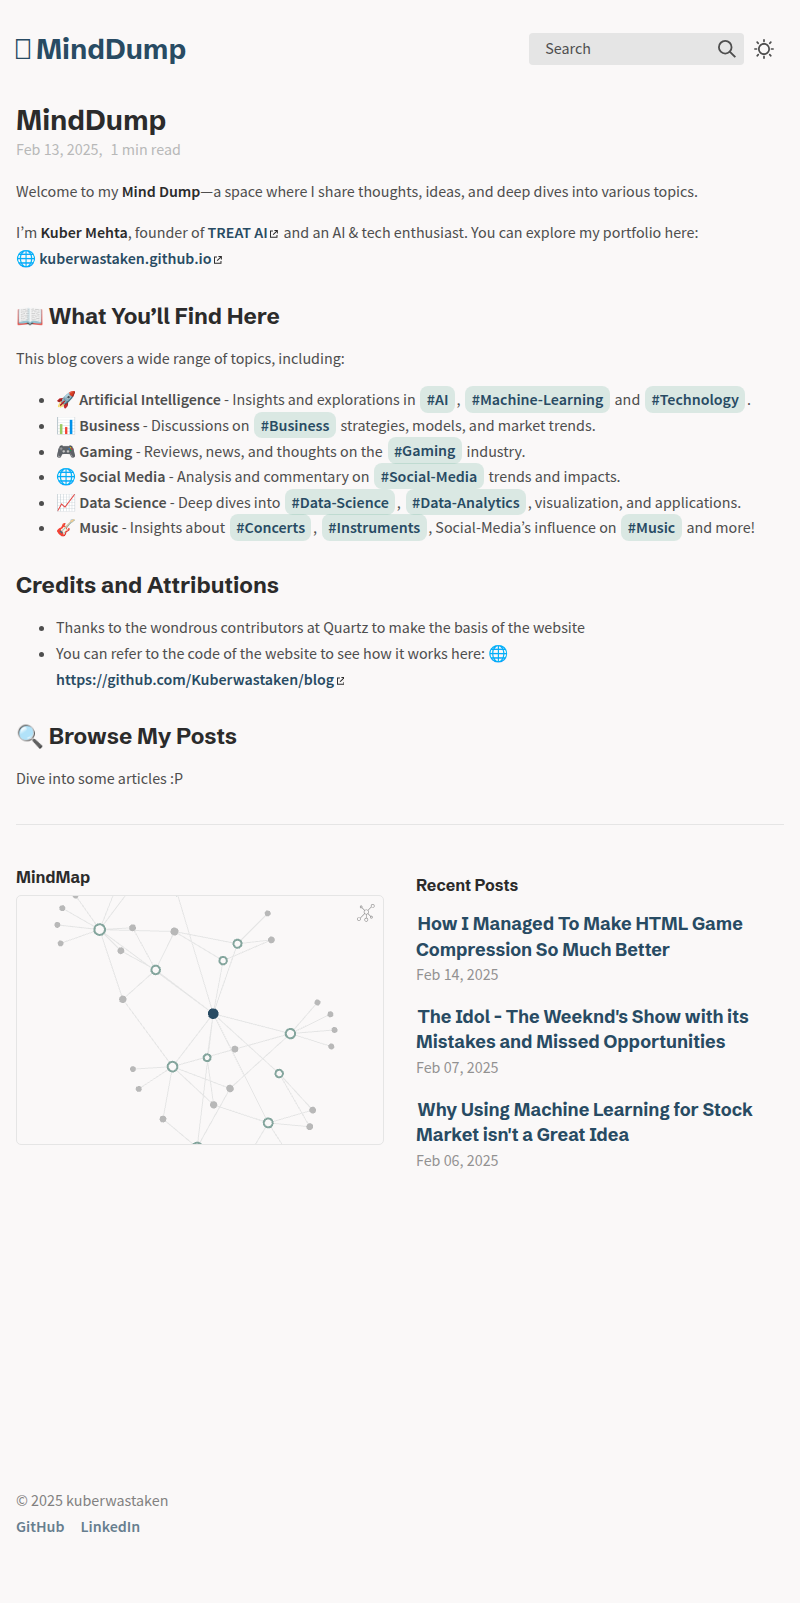 MindDump
Search
MindDump
Feb 13, 2025, 1 min read
Welcome to my Mind Dump—a space where I share thoughts, ideas, and deep dives into various topics.
I’m Kuber Mehta, founder of TREAT AI and an AI & tech enthusiast. You can explore my portfolio here:
🌐 kuberwastaken.github.io
📖 What You’ll Find Here
This blog covers a wide range of topics, including:
• 🚀 Artificial Intelligence - Insights and explorations in #AI , #Machine-Learning and #Technology .
• 📊 Business - Discussions on #Business strategies, models, and market trends.
• 🎮 Gaming - Reviews, news, and thoughts on the #Gaming industry.
• 🌐 Social Media - Analysis and commentary on #Social-Media trends and impacts.
• 📈 Data Science - Deep dives into #Data-Science , #Data-Analytics , visualization, and applications.
• 🎸 Music - Insights about #Concerts , #Instruments , Social-Media’s influence on #Music and more!
Credits and Attributions
• Thanks to the wondrous contributors at Quartz to make the basis of the website
• You can refer to the code of the website to see how it works here: 🌐
https://github.com/Kuberwastaken/blog
🔍 Browse My Posts
Dive into some articles :P
MindMap
Recent Posts
How I Managed To Make HTML Game
Compression So Much Better
Feb 14, 2025
The Idol - The Weeknd's Show with its
Mistakes and Missed Opportunities
Feb 07, 2025
Why Using Machine Learning for Stock
Market isn't a Great Idea
Feb 06, 2025
© 2025 kuberwastaken
GitHub LinkedIn